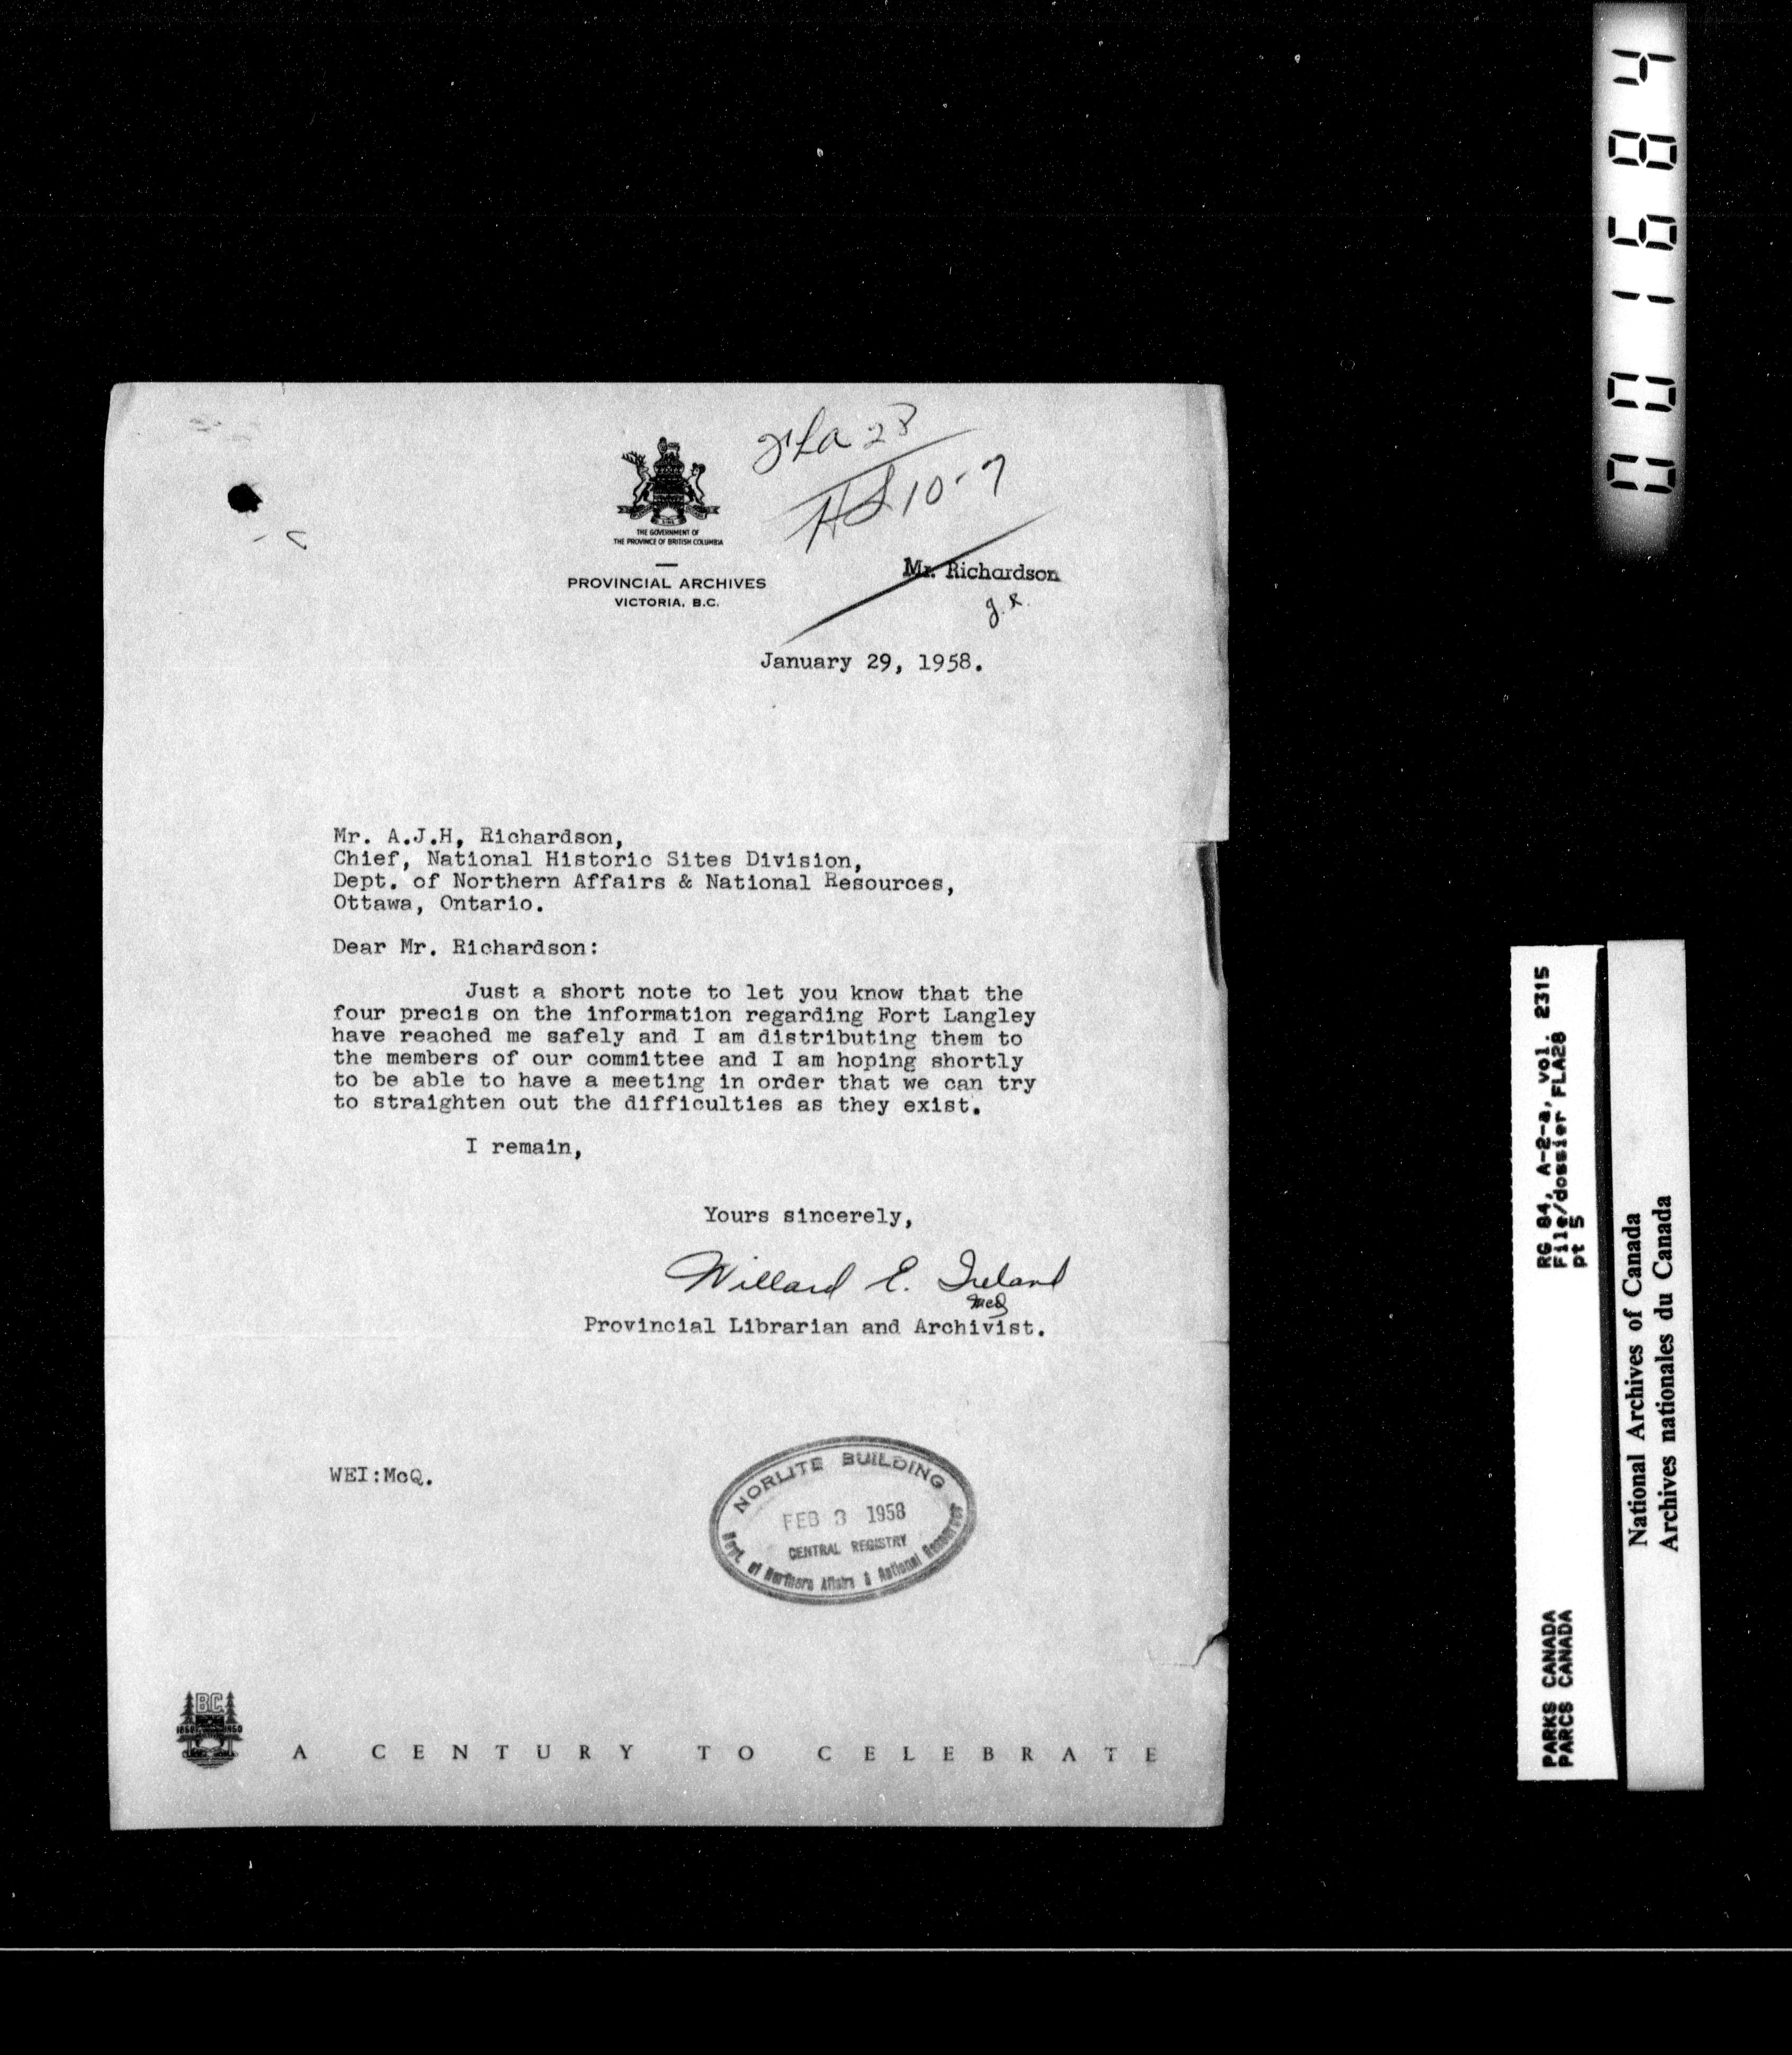 001684
FLA 28
HS 10-7
THE GOVERNMENT OF
THE PROVINCE OF BRITISH COLUMBIA
PROVINCIAL ARCHIVES
VICTORIA, B.C.
Mr. Richardson
January 29, 1958.
Mr. A.J.H, Richardson,
Chief, National Historic Sites Division,
Dept. of Northern Affairs & National Resources,
Ottawa, Ontario.
Dear Mr. Richardson:
Just a short note to let you know that the
four precis on the information regarding Fort Langley
have reached me safely and I am distributing them to
the members of our committee and I am hoping shortly
to be able to have a meeting in order that we can try
to straighten out the difficulties as they exist.
I remain,
Yours sincerely,
Willard E. Ireland
McQ
Provincial Librarian and Archivist.
WEI:McQ.
NORLITE BUILDING
FEB 3 1958
CENTRAL REGISTRY
Dept. of Northern Affairs & National Resources
B.C.
A CENTURY TO CELEBRATE
RG 84, A-2-a, vol. 2315
File/dossier FLA28
pt 5
PARKS CANADA
PARCS CANADA
National Archives of Canada
Archives nationales du Canada